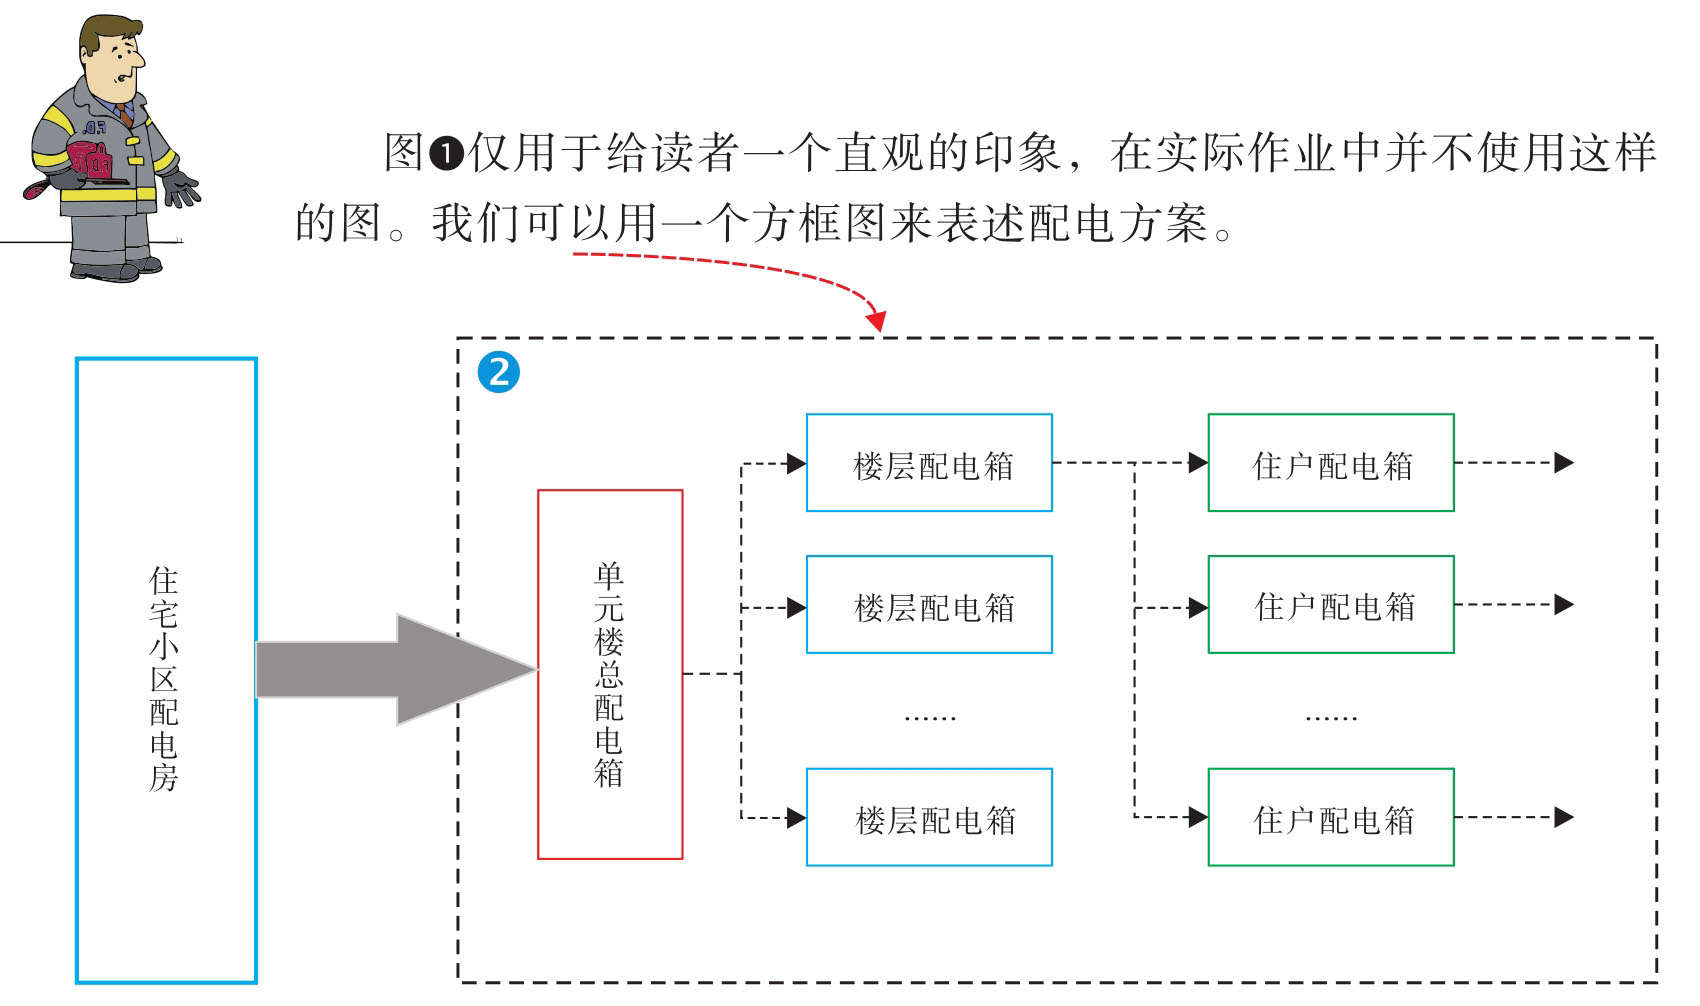 图❶仅用于给读者一个直观的印象，在实际作业中并不使用这样
的图。我们可以用一个方框图来表述配电方案。
❷
住宅小区配电房
单元楼总配电箱
楼层配电箱
住户配电箱
楼层配电箱
住户配电箱
……
……
楼层配电箱
住户配电箱